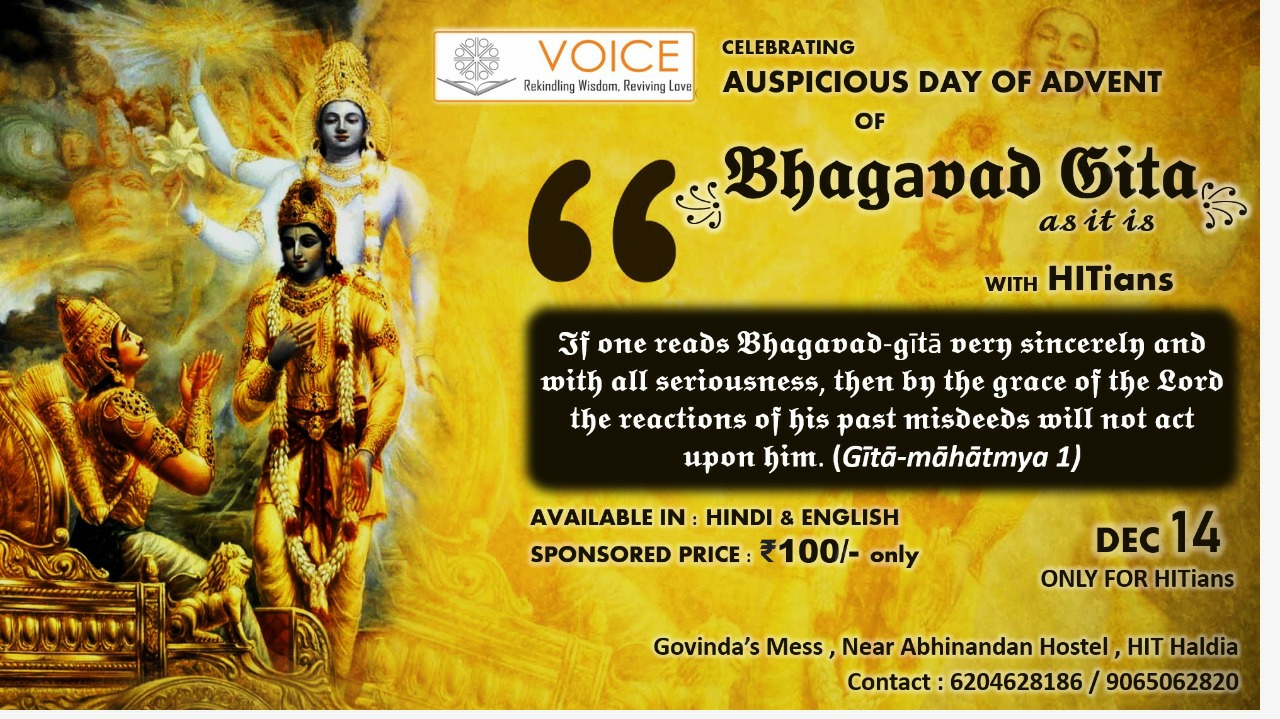 VOICE
Rekindling Wisdom, Reviving Love
CELEBRATING
AUSPICIOUS DAY OF ADVENT
OF
“
Bhagavad Gita
as it is
WITH HITians
If one reads Bhagavad-gītā very sincerely and
with all seriousness, then by the grace of the Lord
the reactions of his past misdeeds will not act
upon him. (Gītā-māhātmya 1)
AVAILABLE IN : HINDI & ENGLISH
SPONSORED PRICE : ₹100/- only
DEC 14
ONLY FOR HITians
Govinda’s Mess , Near Abhinandan Hostel , HIT Haldia
Contact : 6204628186 / 9065062820